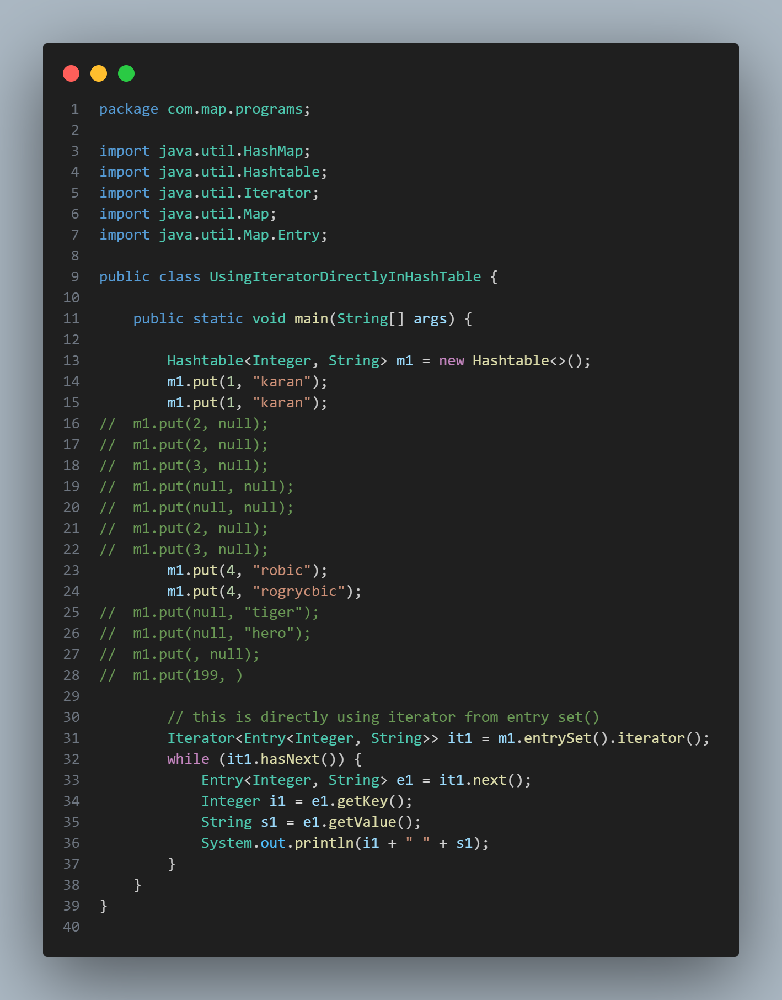 1 package com.map.programs;
2
3 import java.util.HashMap;
4 import java.util.Hashtable;
5 import java.util.Iterator;
6 import java.util.Map;
7 import java.util.Map.Entry;
8
9 public class UsingIteratorDirectlyInHashTable {
10
11     public static void main(String[] args) {
12
13         Hashtable<Integer, String> m1 = new Hashtable<>();
14         m1.put(1, "karan");
15         m1.put(1, "karan");
16 //  m1.put(2, null);
17 //  m1.put(2, null);
18 //  m1.put(3, null);
19 //  m1.put(null, null);
20 //  m1.put(null, null);
21 //  m1.put(2, null);
22 //  m1.put(3, null);
23         m1.put(4, "robic");
24         m1.put(4, "rogrycbic");
25 //  m1.put(null, "tiger");
26 //  m1.put(null, "hero");
27 //  m1.put(, null);
28 //  m1.put(199, )
29
30         // this is directly using iterator from entry set()
31         Iterator<Entry<Integer, String>> it1 = m1.entrySet().iterator();
32         while (it1.hasNext()) {
33             Entry<Integer, String> e1 = it1.next();
34             Integer i1 = e1.getKey();
35             String s1 = e1.getValue();
36             System.out.println(i1 + " " + s1);
37         }
38     }
39 }
40